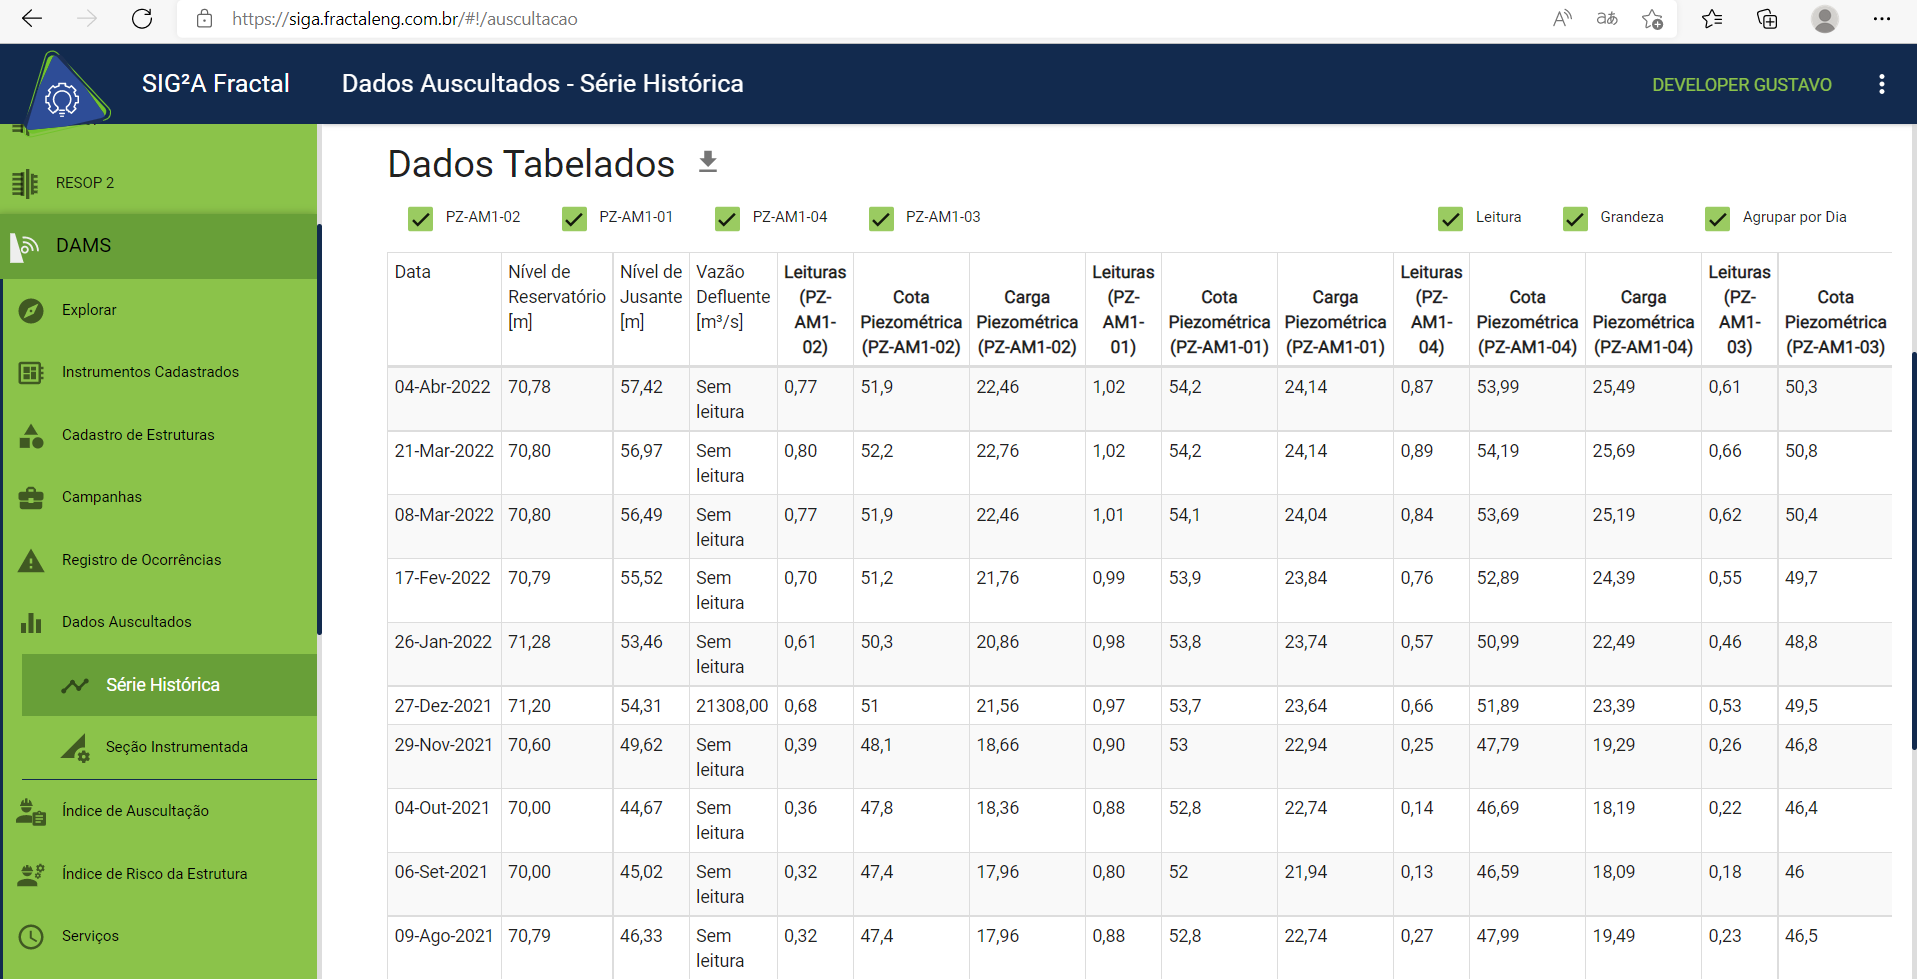 https://siga.fractaleng.com.br/#!/auscultacao
SIG²A Fractal
Dados Auscultados - Série Histórica
DEVELOPER GUSTAVO
RESOP 2
DAMS
Explorar
Instrumentos Cadastrados
Cadastro de Estruturas
Campanhas
Registro de Ocorrências
Dados Auscultados
Série Histórica
Seção Instrumentada
Índice de Auscultação
Índice de Risco da Estrutura
Serviços
Dados Tabelados
PZ-AM1-02 PZ-AM1-01 PZ-AM1-04 PZ-AM1-03 Leitura Grandeza Agrupar por Dia
Data
Nível de
Reservatório
[m]
Nível de
Jusante
[m]
Vazão
Defluente
[m³/s]
Leituras
(PZ-
AM1-
02)
Cota
Piezométrica
(PZ-AM1-02)
Carga
Piezométrica
(PZ-AM1-02)
Leituras
(PZ-
AM1-
01)
Cota
Piezométrica
(PZ-AM1-01)
Carga
Piezométrica
(PZ-AM1-01)
Leituras
(PZ-
AM1-
04)
Cota
Piezométrica
(PZ-AM1-04)
Carga
Piezométrica
(PZ-AM1-04)
Leituras
(PZ-
AM1-
03)
Cota
Piezométrica
(PZ-AM1-03)
04-Abr-2022 70,78 57,42 Sem 0,77 51,9 22,46 1,02 54,2 24,14 0,87 53,99 25,49 0,61 50,3
leitura
21-Mar-2022 70,80 56,97 Sem 0,80 52,2 22,76 1,02 54,2 24,14 0,89 54,19 25,69 0,66 50,8
leitura
08-Mar-2022 70,80 56,49 Sem 0,77 51,9 22,46 1,01 54,1 24,04 0,84 53,69 25,19 0,62 50,4
leitura
17-Fev-2022 70,79 55,52 Sem 0,70 51,2 21,76 0,99 53,9 23,84 0,76 52,89 24,39 0,55 49,7
leitura
26-Jan-2022 71,28 53,46 Sem 0,61 50,3 20,86 0,98 53,8 23,74 0,57 50,99 22,49 0,46 48,8
leitura
27-Dez-2021 71,20 54,31 21308,00 0,68 51 21,56 0,97 53,7 23,64 0,66 51,89 23,39 0,53 49,5
29-Nov-2021 70,60 49,62 Sem 0,39 48,1 18,66 0,90 53 22,94 0,25 47,79 19,29 0,26 46,8
leitura
04-Out-2021 70,00 44,67 Sem 0,36 47,8 18,36 0,88 52,8 22,74 0,14 46,69 18,19 0,22 46,4
leitura
06-Set-2021 70,00 45,02 Sem 0,32 47,4 17,96 0,80 52 21,94 0,13 46,59 18,09 0,18 46
leitura
09-Ago-2021 70,79 46,33 Sem 0,32 47,4 17,96 0,88 52,8 22,74 0,27 47,99 19,49 0,23 46,5
leitura